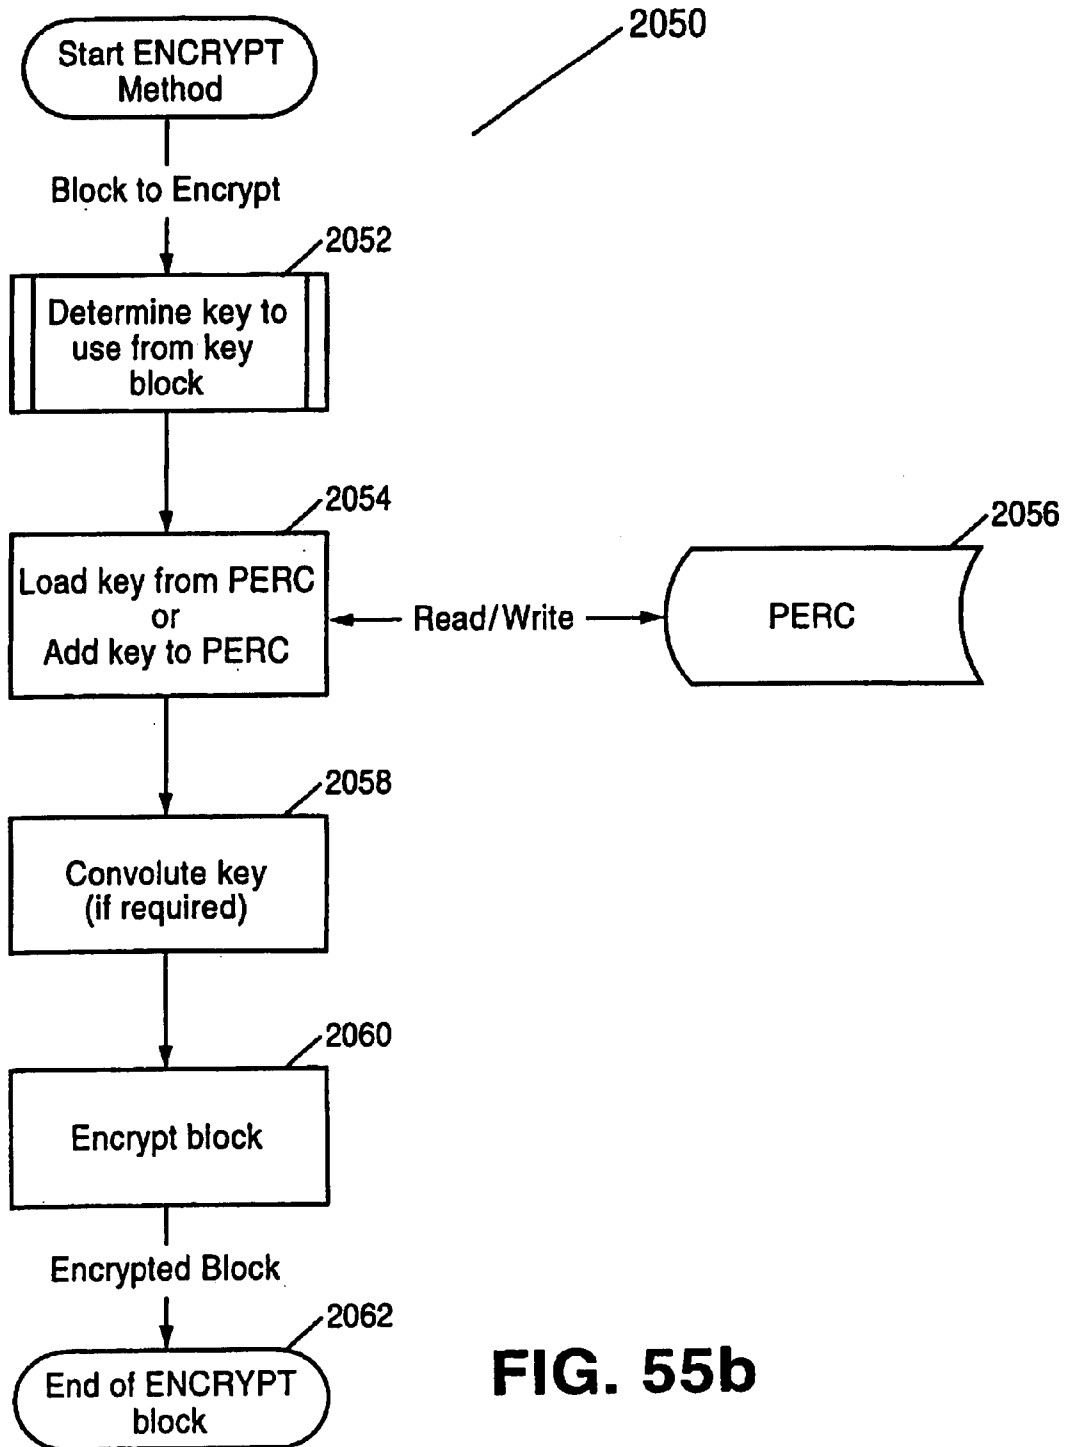 2050
Start ENCRYPT
Method
Block to Encrypt
2052
Determine key to
use from key
block
2054
Load key from PERC
or
Add key to PERC
Read/Write
2056
PERC
2058
Convolute key
(if required)
2060
Encrypt block
Encrypted Block
2062
End of ENCRYPT
block
FIG. 55b